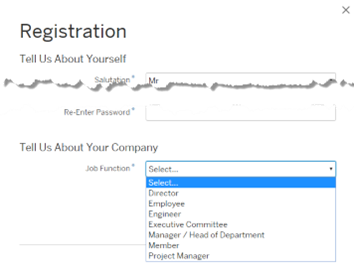 Registration
Tell Us About Yourself
Salutation * Mr
Re-Enter Password *
Tell Us About Your Company
Job Function * Select...
Select...
Director
Employee
Engineer
Executive Committee
Manager / Head of Department
Member
Project Manager